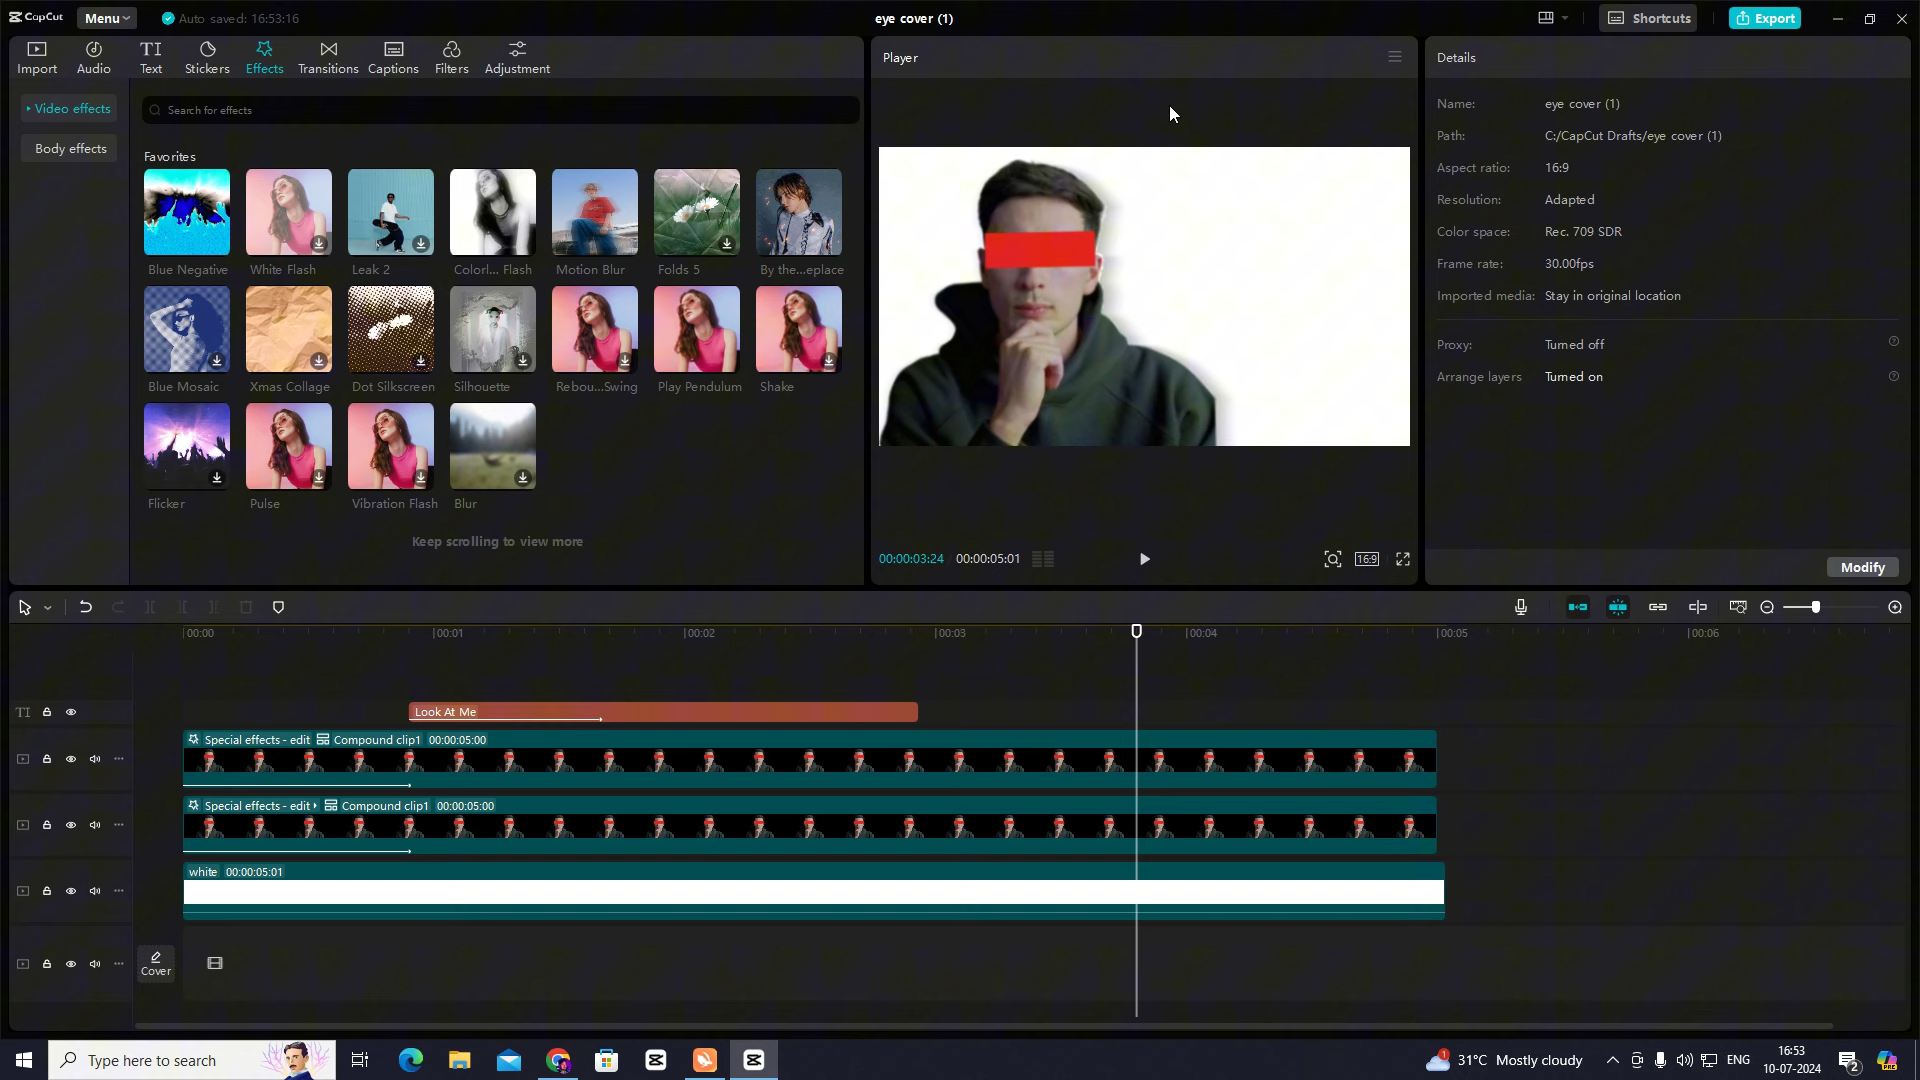 CapCut
Menu
Auto saved: 16:53:16
eye cover (1)
Shortcuts
Export
Import
Audio
TI
Text
Stickers
Effects
Transitions
Captions
Filters
Adjustment
Video effects
Body effects
Search for effects
Favorites
Blue Negative
White Flash
Leak 2
Colorl... Flash
Motion Blur
Folds 5
By the...eplace
Blue Mosaic
Xmas Collage
Dot Silkscreen
Silhouette
Rebou...Swing
Play Pendulum
Shake
Flicker
Pulse
Vibration Flash
Blur
Keep scrolling to view more
Player
00:00:03:24
00:00:05:01
16:9
Details
Name: eye cover (1)
Path: C:/CapCut Drafts/eye cover (1)
Aspect ratio: 16:9
Resolution: Adapted
Color space: Rec. 709 SDR
Frame rate: 30.00fps
Imported media: Stay in original location
Proxy: Turned off
Arrange layers Turned on
Modify
00:00
00:01
00:02
00:03
00:04
00:05
00:06
TI
Look At Me
Special effects - edit Compound clip1 00:00:05:00
Special effects - edit Compound clip1 00:00:05:00
white 00:00:05:01
Cover
Type here to search
1
31°C Mostly cloudy
ENG
16:53
10-07-2024
2
PRE